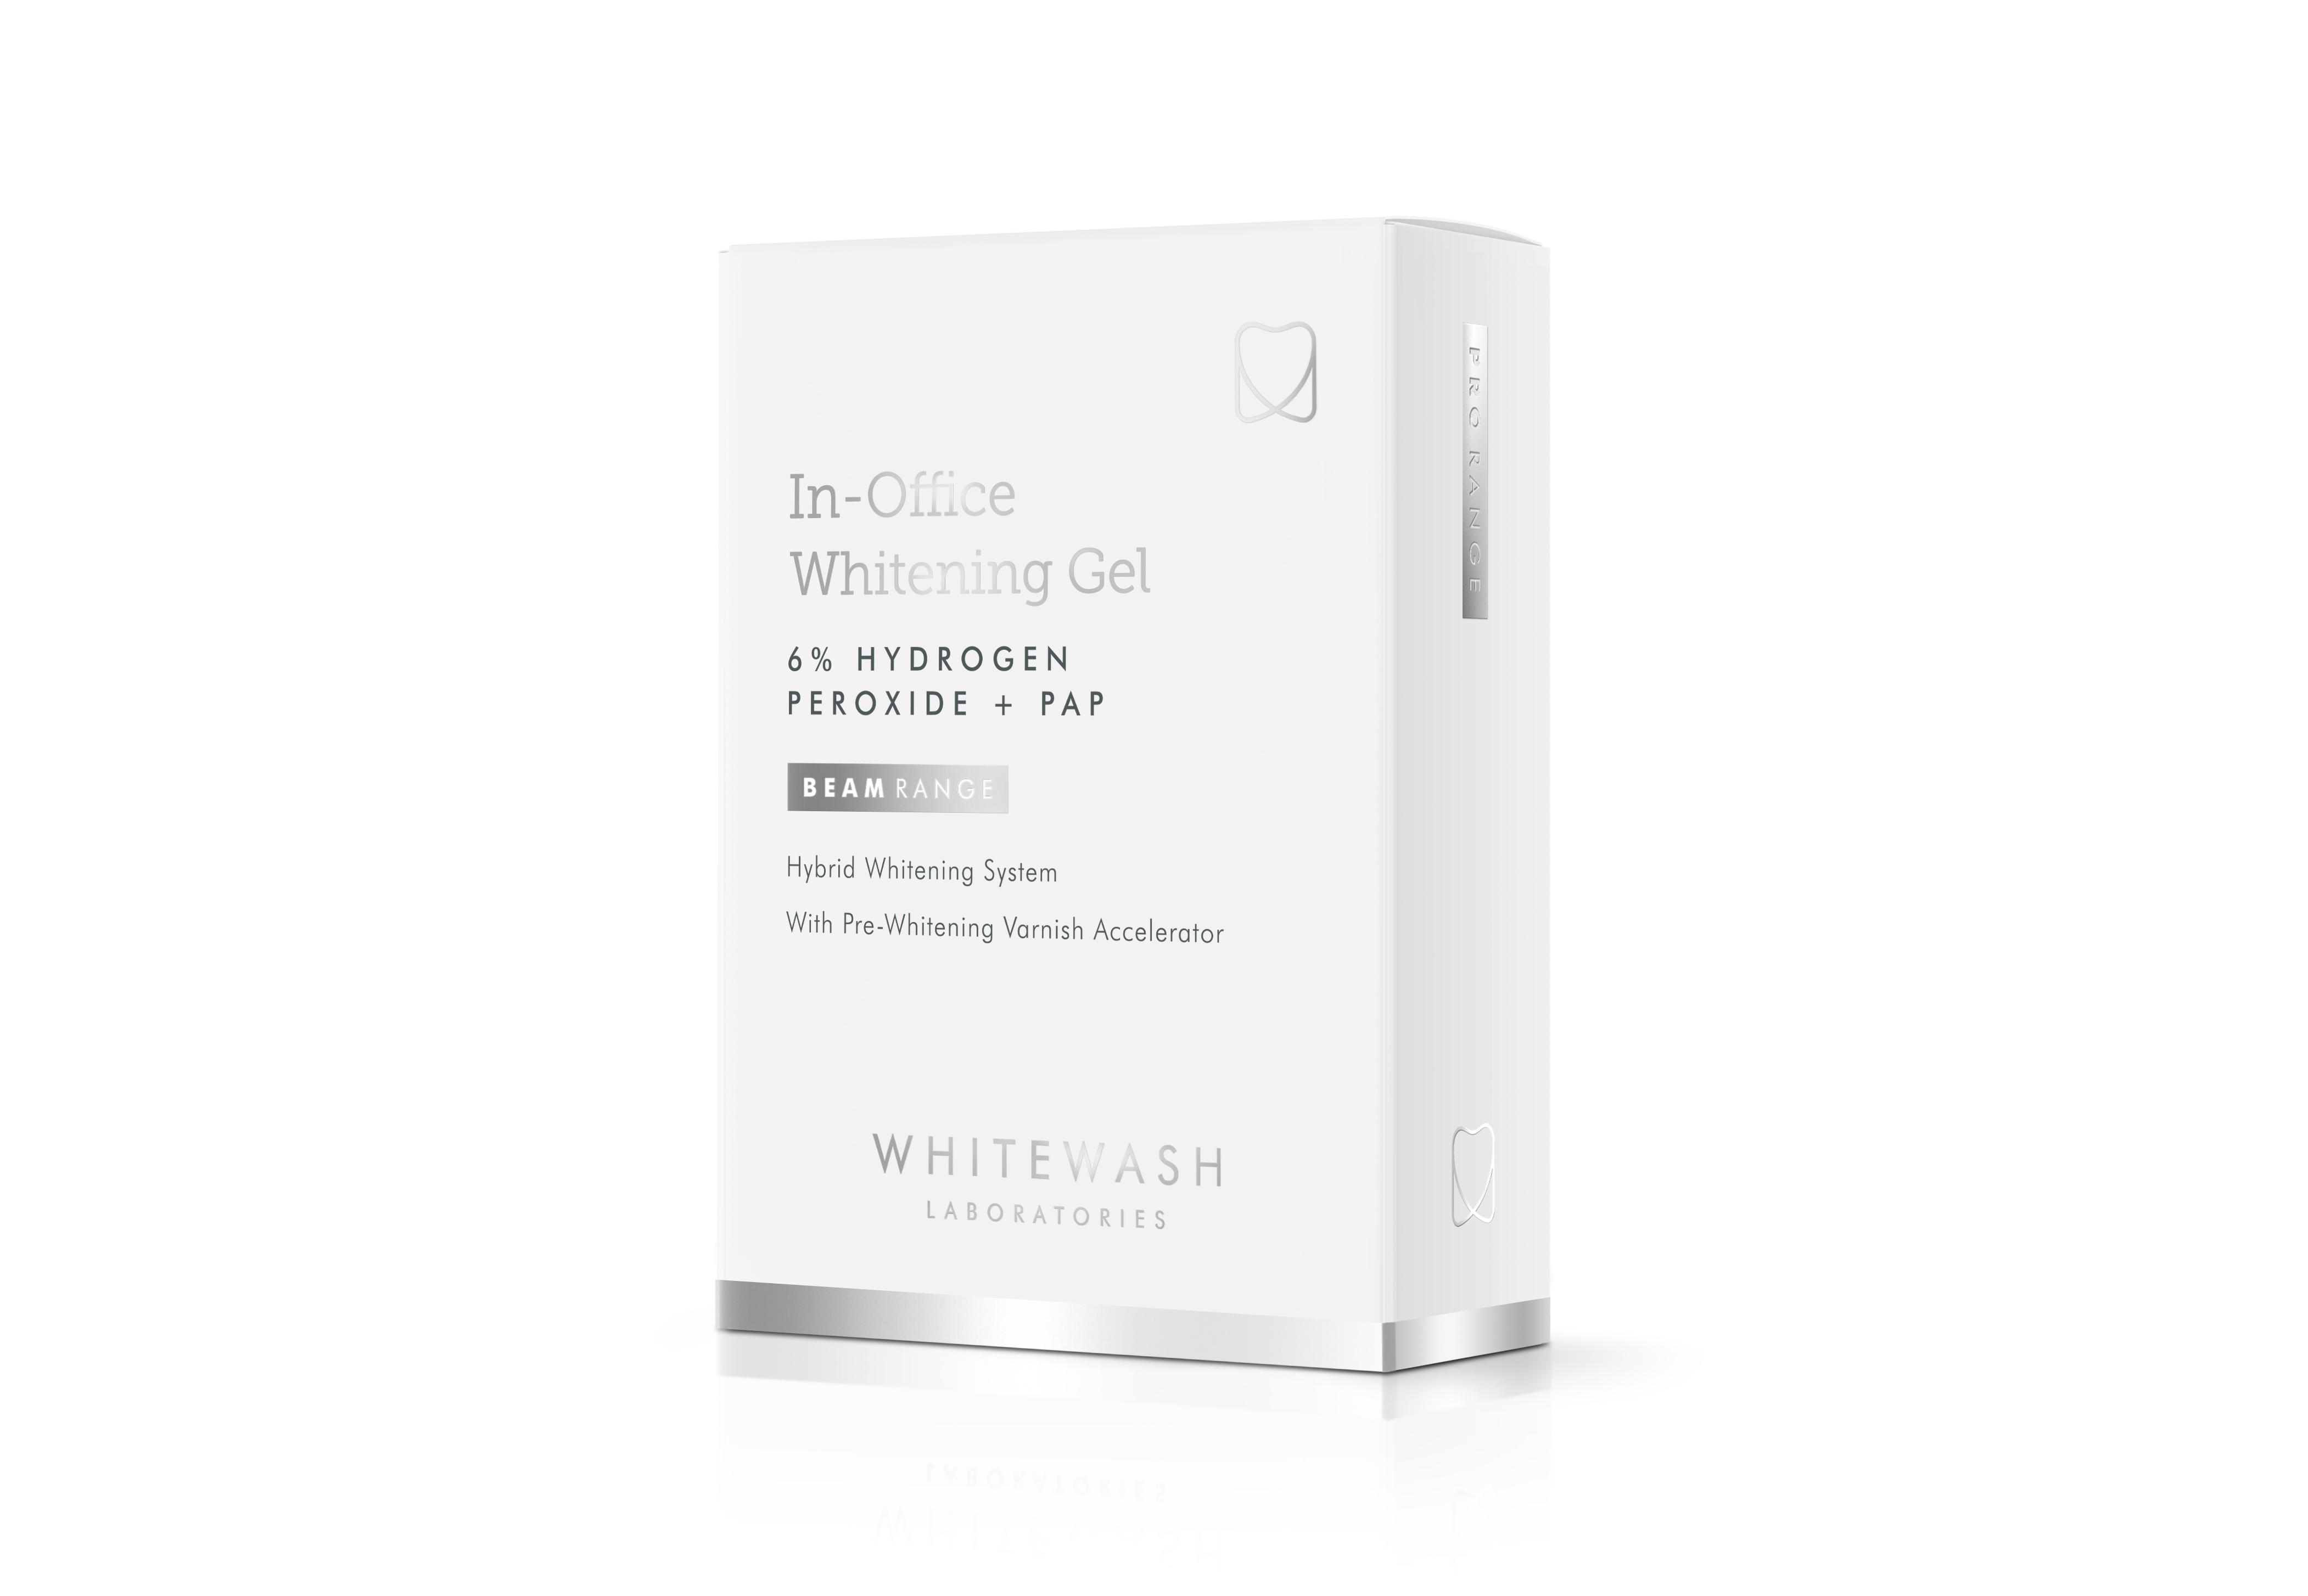 In-Office
Whitening Gel
6% HYDROGEN
PEROXIDE + PAP
BEAM RANGE
Hybrid Whitening System
With Pre-Whitening Varnish Accelerator
WHITEWASH
LABORATORIES
PRO RANGE